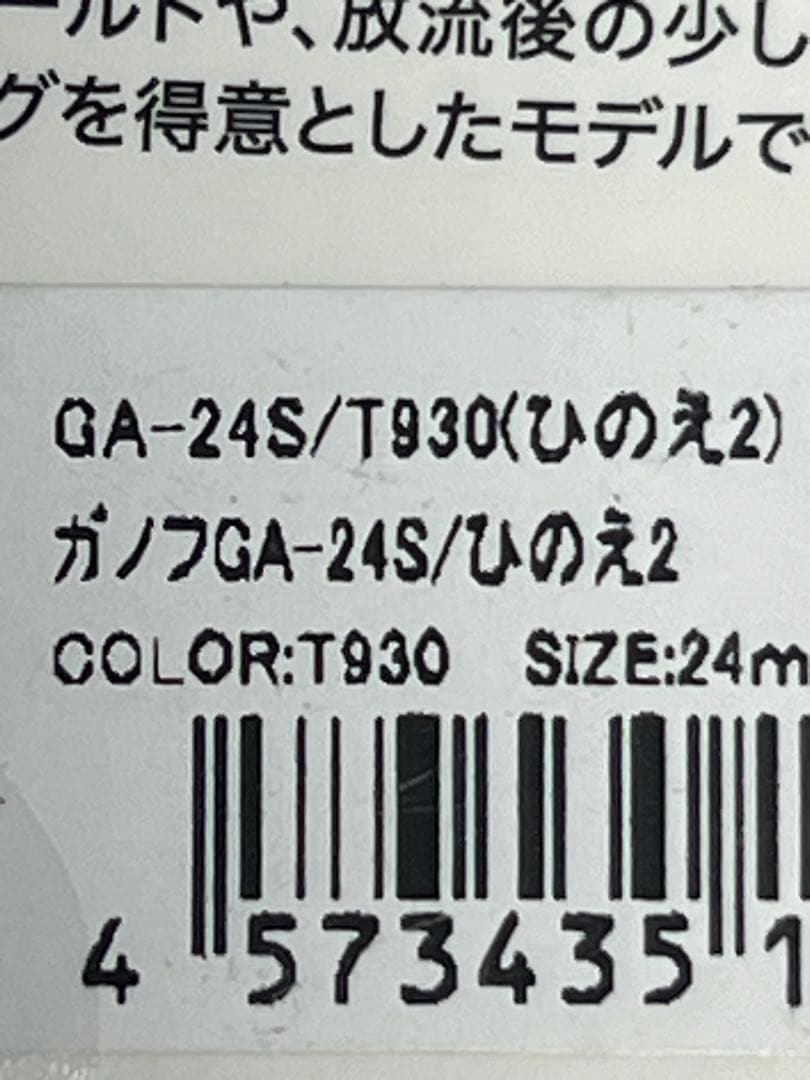 ールドや、放流後の少し
グを得意としたモデルで
GA-24S/T930(ひのえ2)
ガノフGA-24S/ひのえ2
COLOR:T930 SIZE:24m
4 573435 1